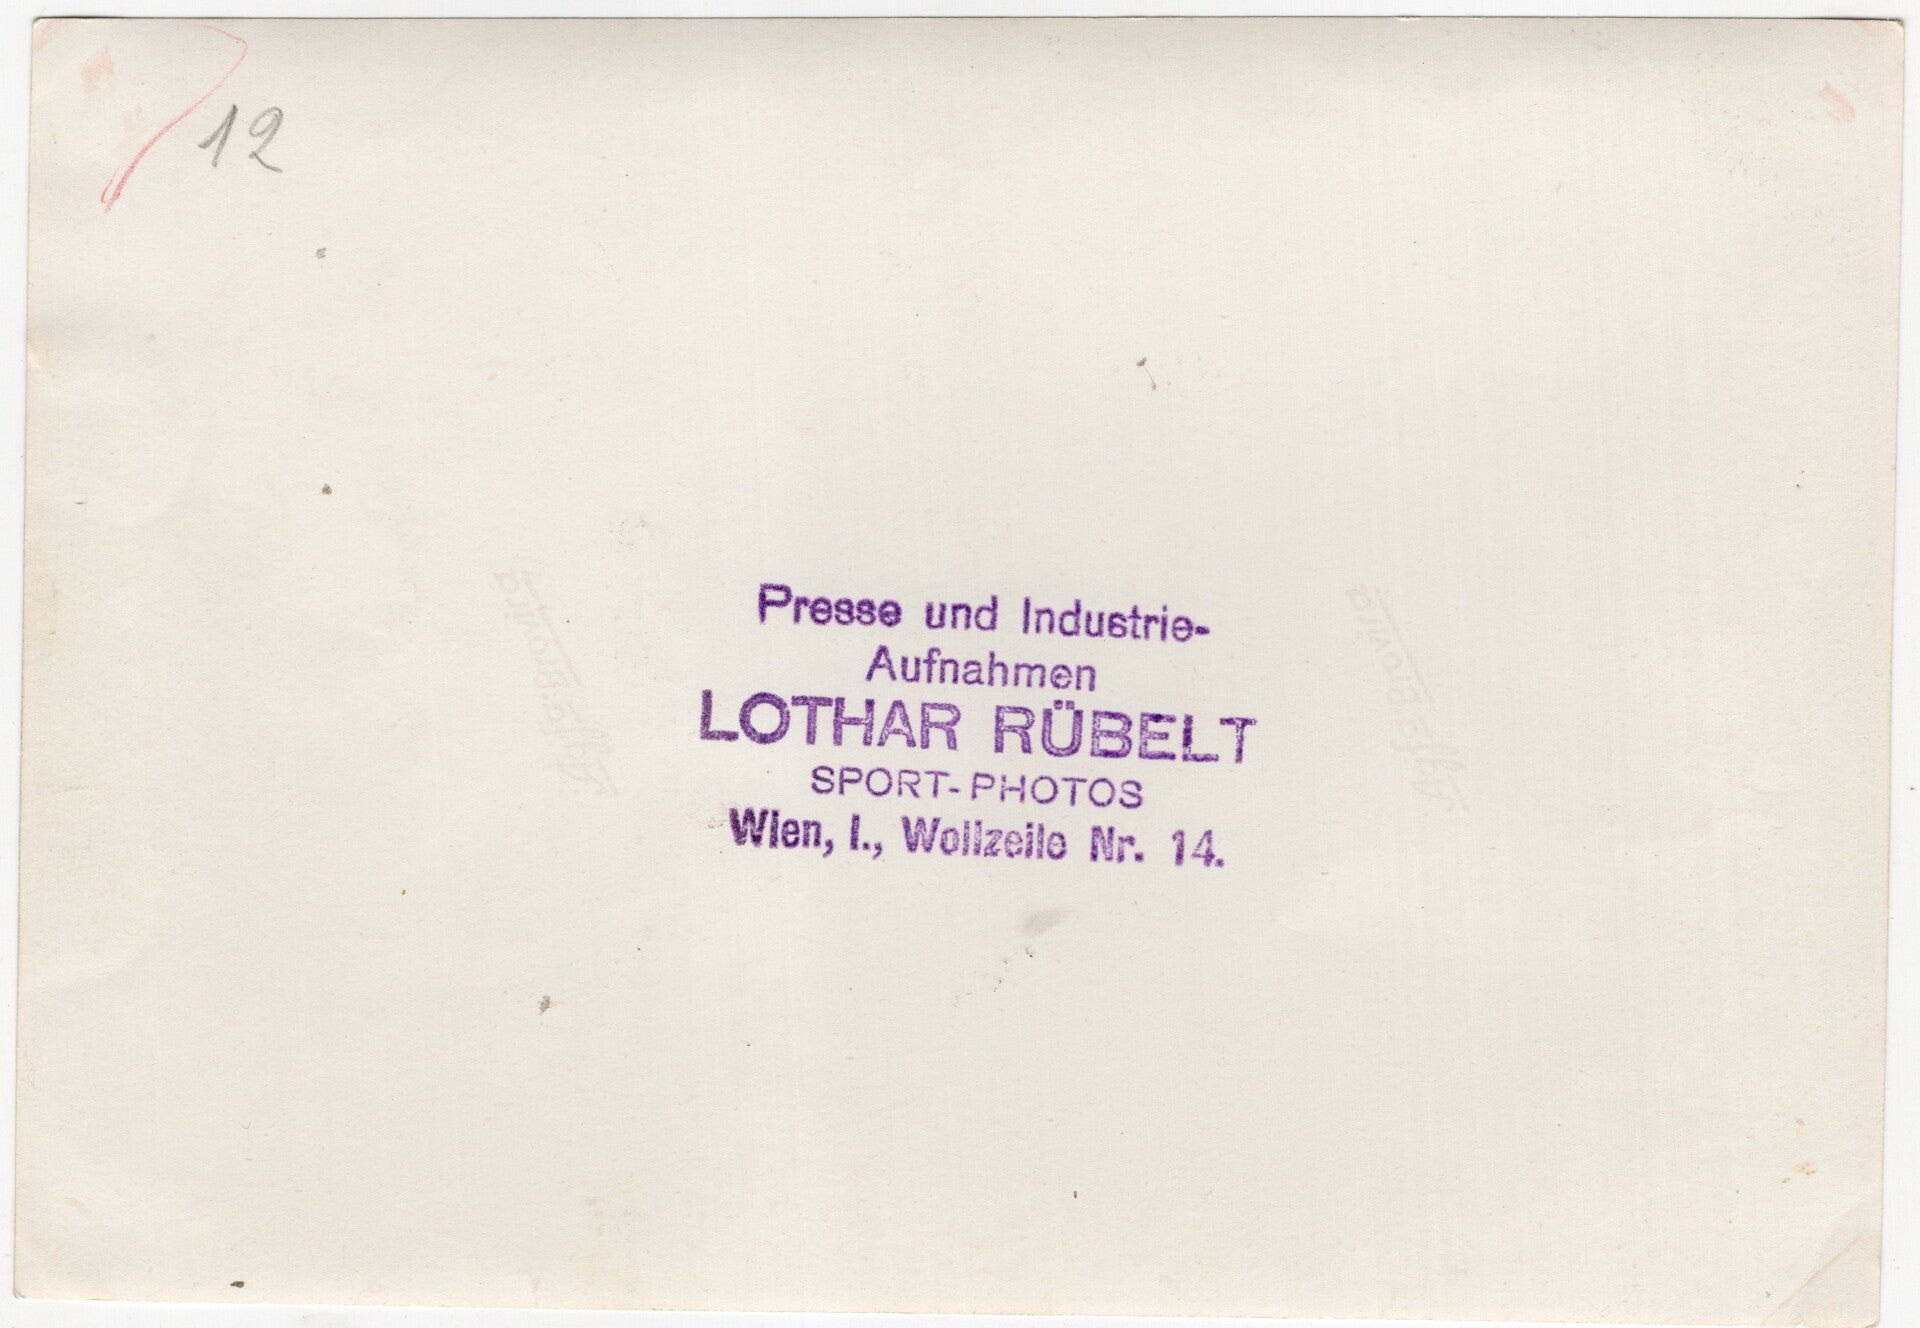 12
Presse und Industrie-
Aufnahmen
LOTHAR RÜBELT
SPORT-PHOTOS
Wien, I., Wollzeile Nr. 14.